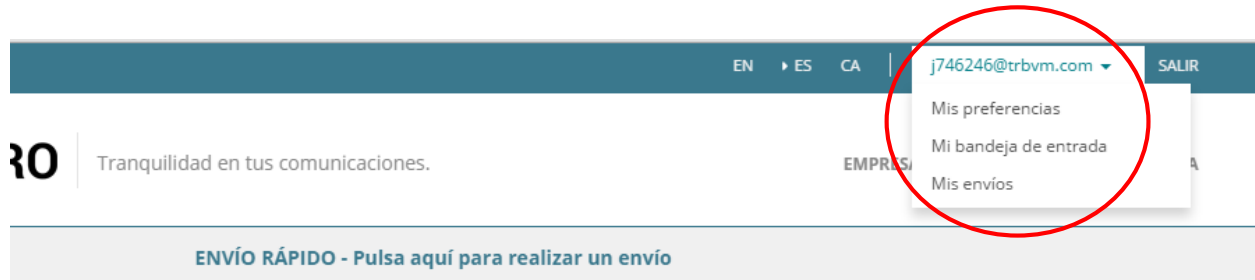 EN ES CA j746246@trbvm.com SALIR
Mis preferencias
Mi bandeja de entrada
Mis envíos
RO Tranquilidad en tus comunicaciones.
ENVÍO RÁPIDO - Pulsa aquí para realizar un envío